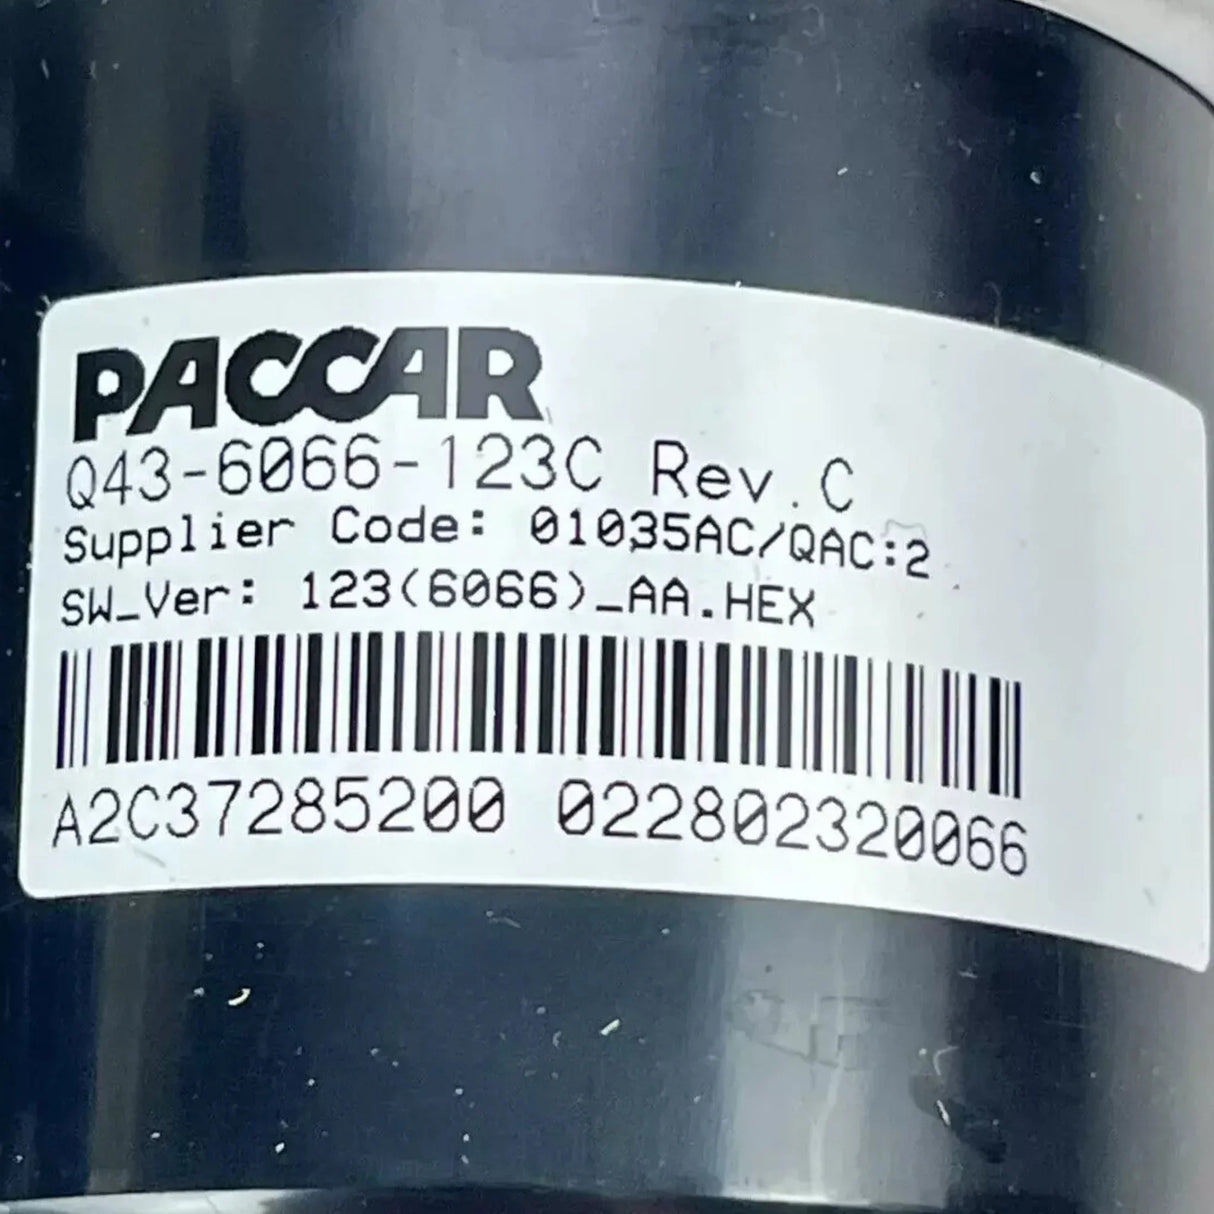 PACCAR
Q43-6066-123C Rev.C
Supplier Code: 01035AC/QAC:2
SW_Ver: 123(6066)_AA.HEX
A2C37285200 022802320066